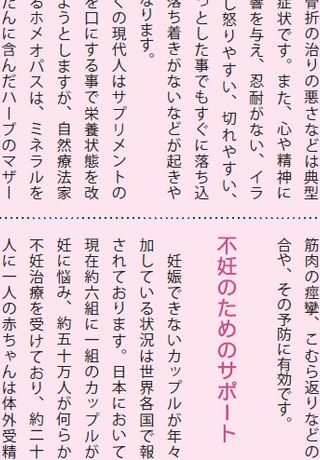 骨折の悪さなどは典型
症状です。また、心や精神に
響を与え、忍耐がない、イラ
し怒りやすい、切れやすい、
っとした事でもすぐに落ち込
落ち着きがないなどが起きや
なります。
くの現代人はサプリメントの
を口にする事で栄養状態を改
ようとしますが、自然療法家
るホメオパスは、ミネラルを
たんに含んだハーブのマザー
筋肉の痙攣、こむら返りなどの
合や、その予防に有効です。
不妊のためのサポート
妊娠できないカップルが年々
加している状況は世界各国で報
されております。日本において
現在約六組に一組のカップルが
妊に悩み、約五十万人が何らか
不妊治療を受けており、約二十
人に一人の赤ちゃんは体外受精